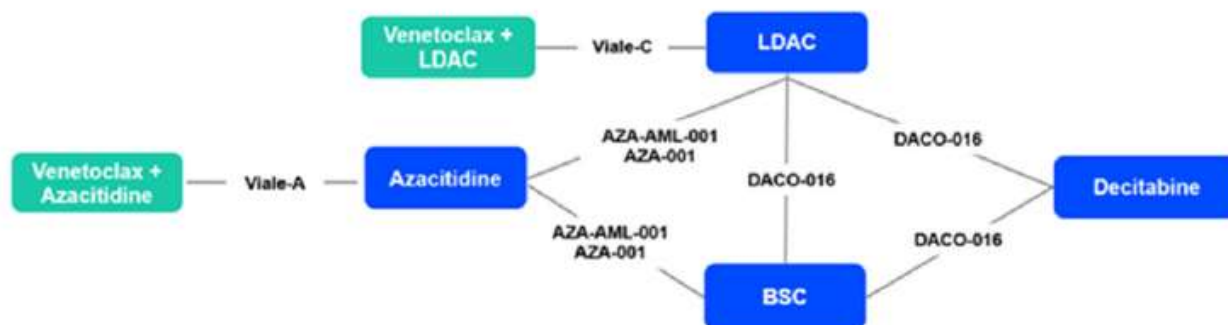 Venetoclax +
LDAC
Viale-C
LDAC
AZA-AML-001
AZA-001
DACO-016
DACO-016
Venetoclax +
Azacitidine
Viale-A
Azacitidine
Decitabine
AZA-AML-001
AZA-001
DACO-016
BSC